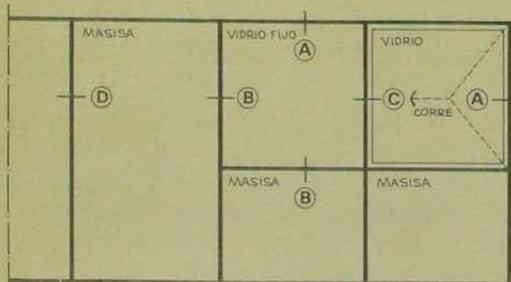 MASISA
VIDRIO FIJO
VIDRIO
A
D
B
C
A
CORRE
MASISA
MASISA
B